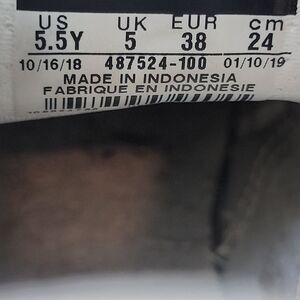 US UK EUR cm
5.5Y 5 38 24
10/16/18 487524-100 01/10/19
MADE IN INDONESIA
FABRIQUE EN INDONESIE